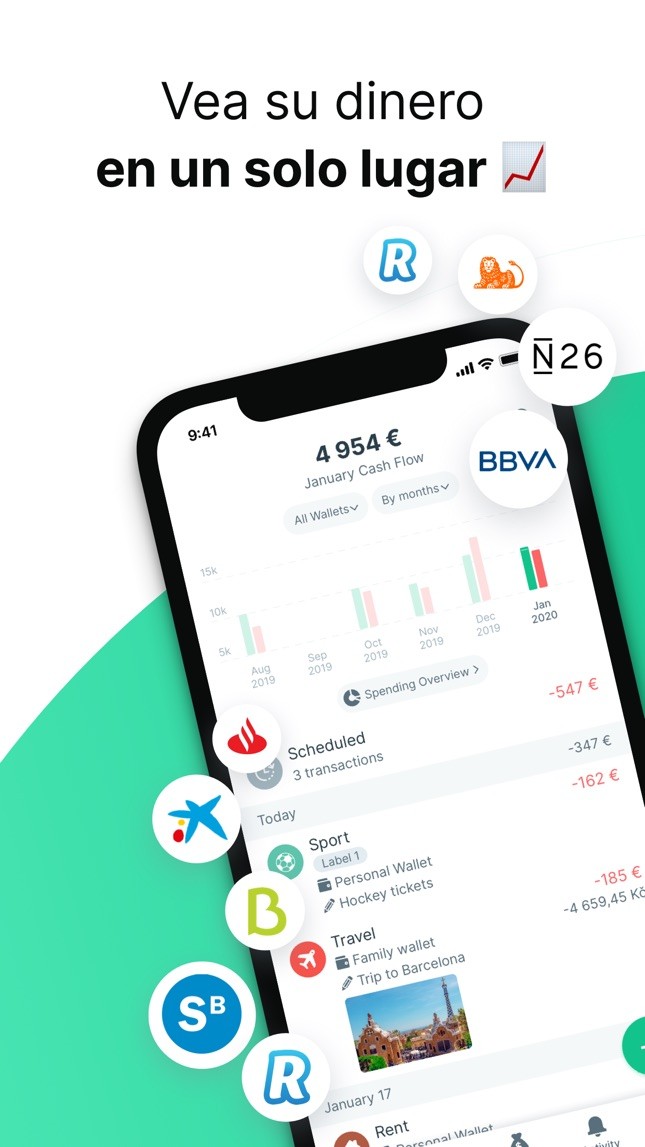 Vea su dinero
en un solo lugar
R
N26
BBVA
9:41
4 954 €
January Cash Flow
All Wallets
By months
15k
10k
5k
Aug
2019
Sep
2019
Oct
2019
Nov
2019
Dec
2019
Jan
2020
Spending Overview
-547 €
Scheduled
3 transactions
-347 €
Today
-162 €
Sport
Label 1
Personal Wallet
Hockey tickets
-185 €
-4 659,45 Kč
Travel
Family wallet
Trip to Barcelona
B
SB
R
January 17
Rent
Personal Wallet